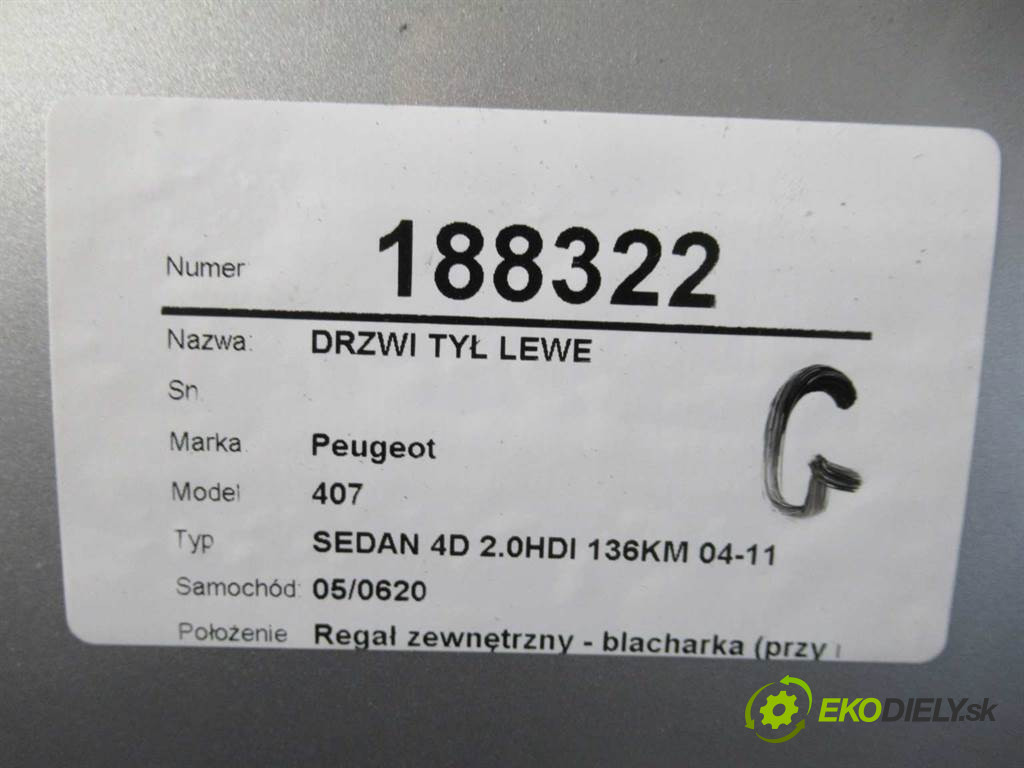 Numer 188322
Nazwa: DRZWI TYŁ LEWE
Sn
Marka Peugeot
Model 407
Typ SEDAN 4D 2.0HDI 136KM 04-11
Samochód: 05/0620
Położenie Regał zewnętrzny - blacharka (przy
G
EKODIELY.sk